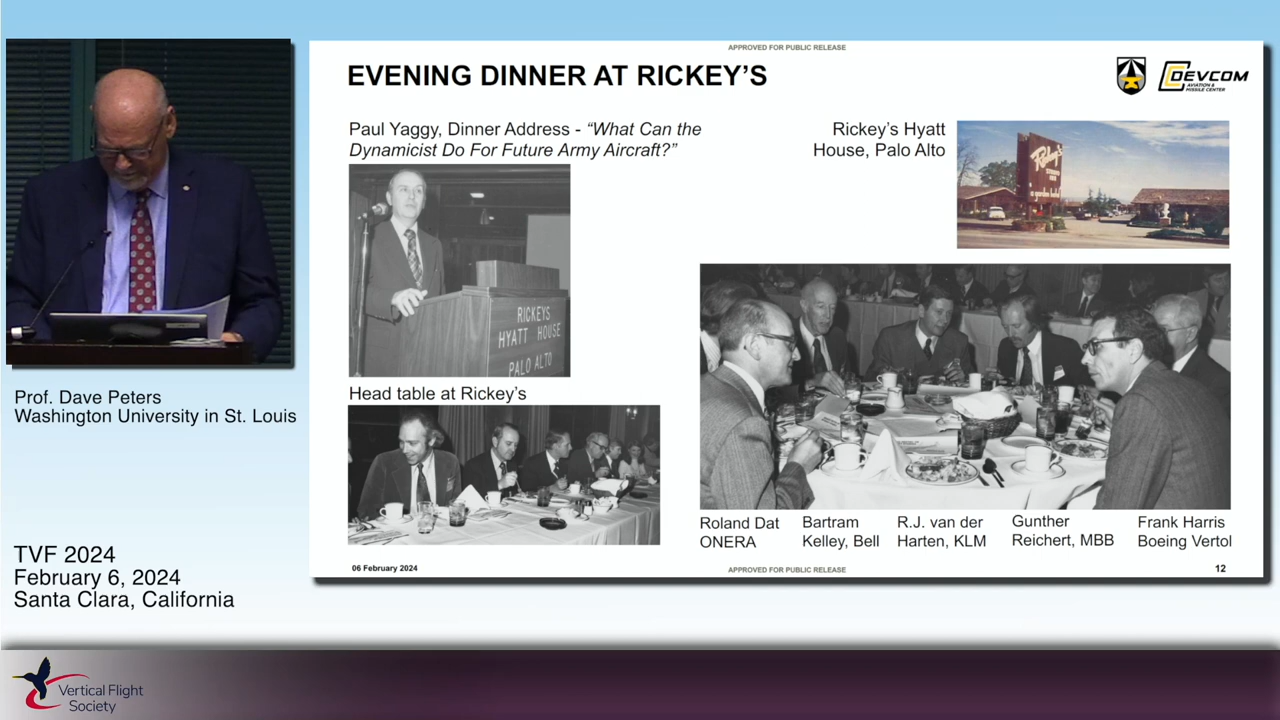 APPROVED FOR PUBLIC RELEASE
EVENING DINNER AT RICKEY'S
DEVCOM
AVIATION &
MISSILE CENTER
Paul Yaggy, Dinner Address - “What Can the
Dynamicist Do For Future Army Aircraft?”
Rickey's Hyatt
House, Palo Alto
Rickey's
RICKEYS
HYATT HOUSE
PALO ALTO
Head table at Rickey's
Roland Dat
ONERA
Bartram
Kelley, Bell
R.J. van der
Harten, KLM
Gunther
Reichert, MBB
Frank Harris
Boeing Vertol
06 February 2024
APPROVED FOR PUBLIC RELEASE
12
Prof. Dave Peters
Washington University in St. Louis
TVF 2024
February 6, 2024
Santa Clara, California
Vertical Flight
Society